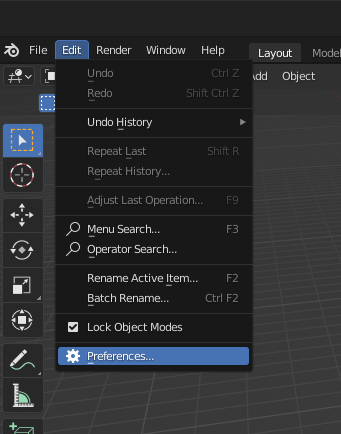 File Edit Render Window Help Layout Model
Add Object
Undo Ctrl Z
Redo Shift Ctrl Z
Undo History
Repeat Last Shift R
Repeat History...
Adjust Last Operation... F9
Menu Search... F3
Operator Search...
Rename Active Item... F2
Batch Rename... Ctrl F2
Lock Object Modes
Preferences...